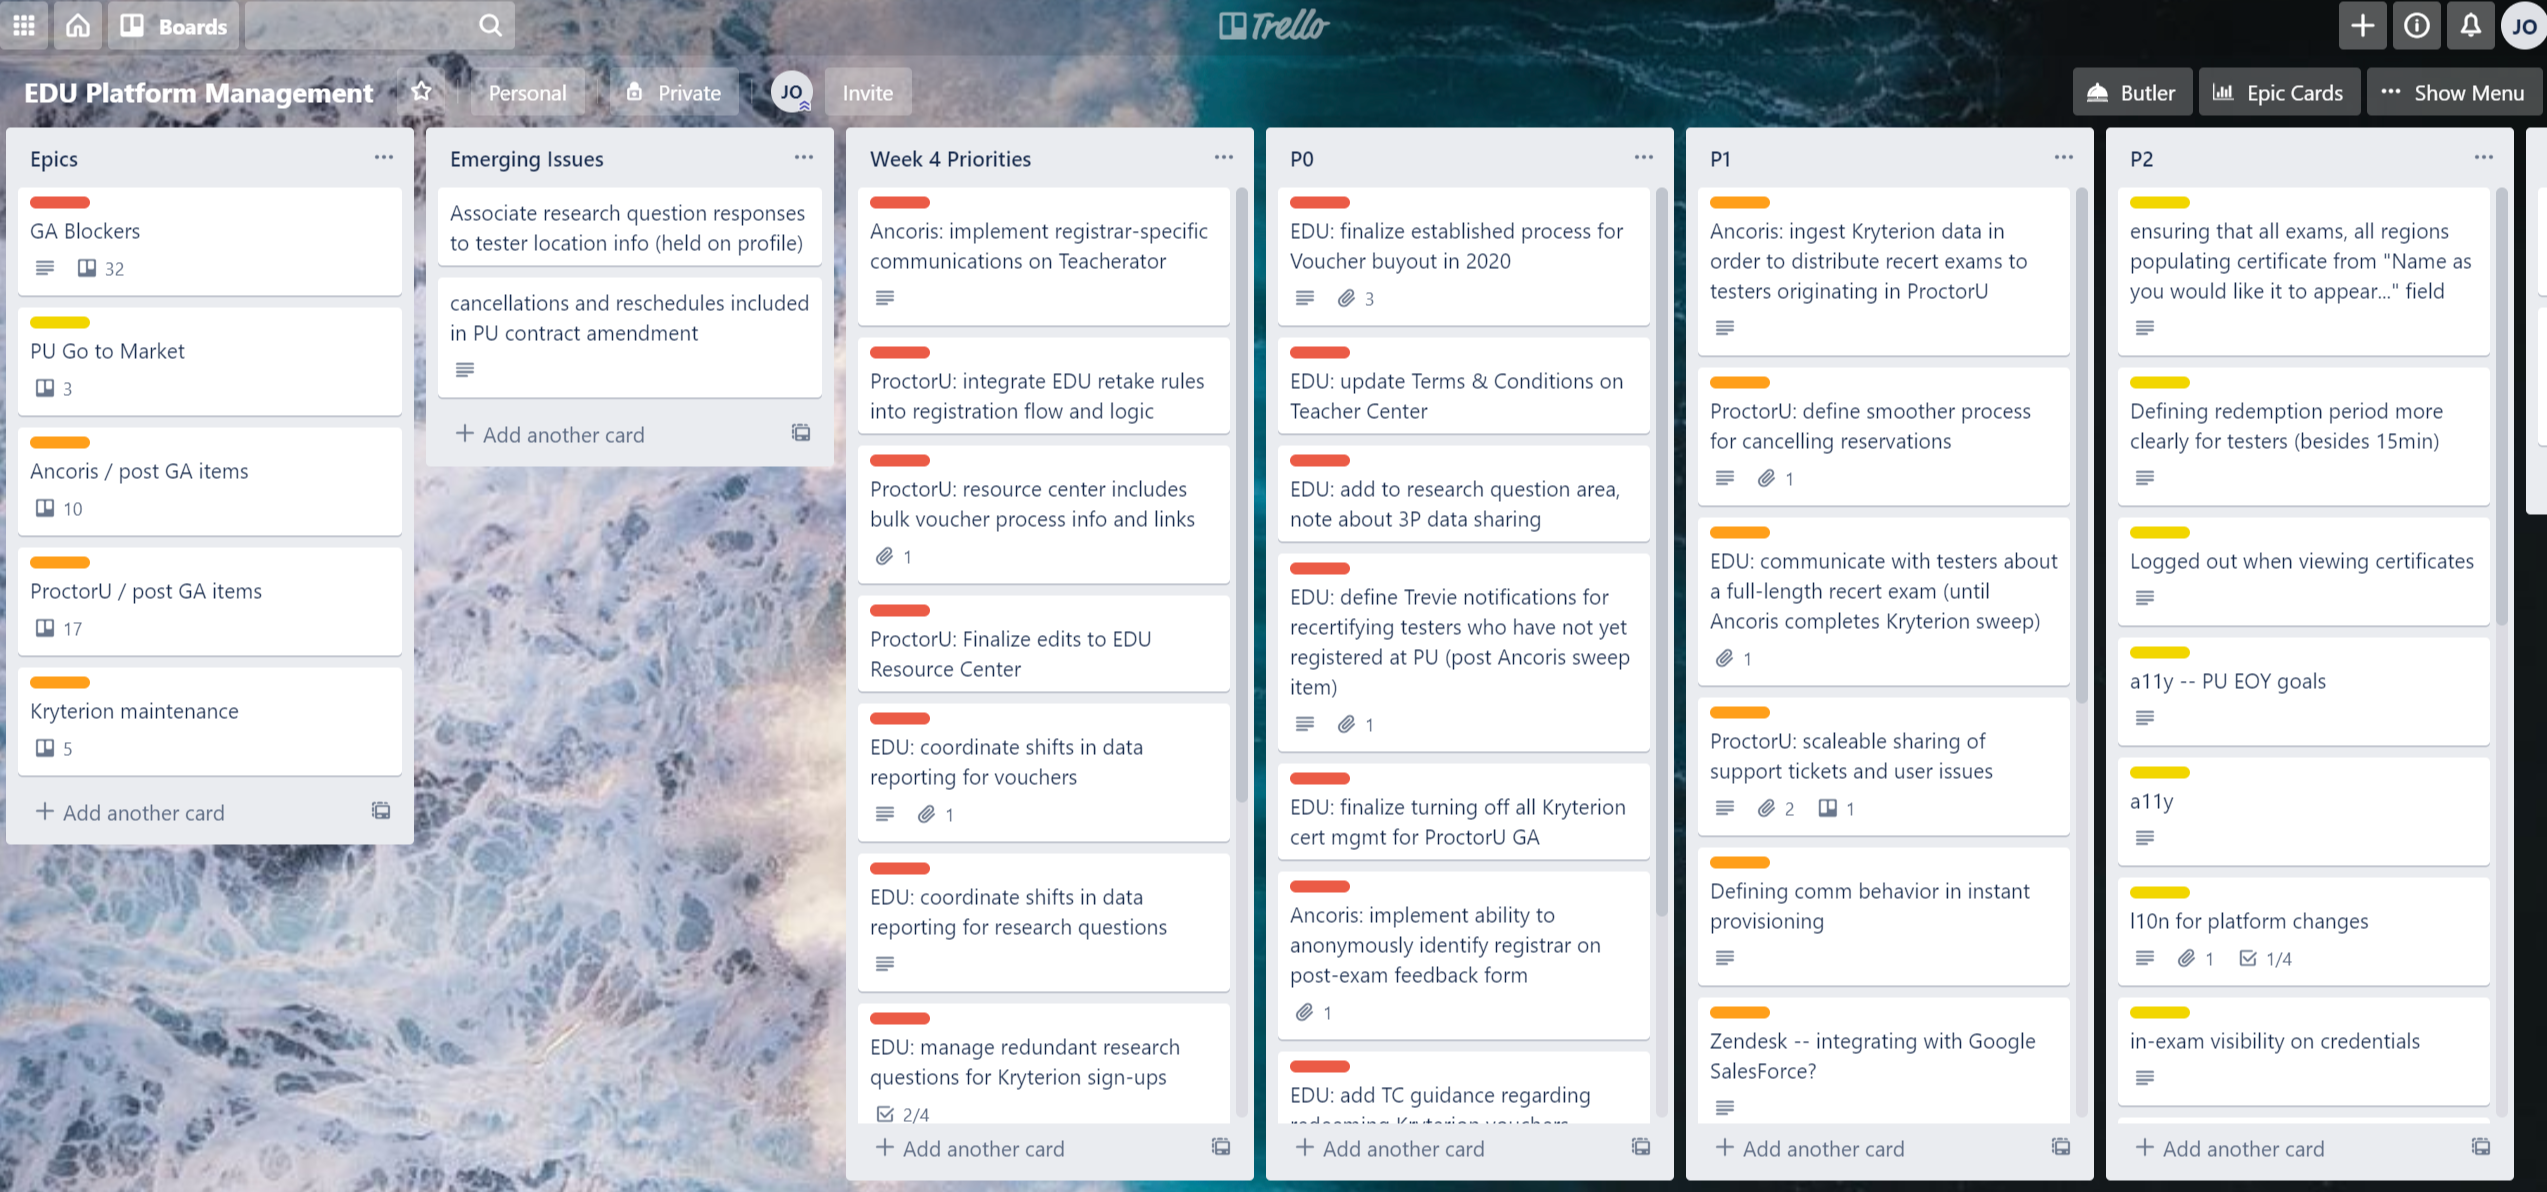 Boards
Trello
JO
EDU Platform Management
Personal
Private
JO
Invite
Butler
Epic Cards
Show Menu
Epics
GA Blockers
32
PU Go to Market
3
Ancoris / post GA items
10
ProctorU / post GA items
17
Kryterion maintenance
5
Add another card
Emerging Issues
Associate research question responses
to tester location info (held on profile)
cancellations and reschedules included
in PU contract amendment
Add another card
Week 4 Priorities
Ancoris: implement registrar-specific
communications on Teacherator
ProctorU: integrate EDU retake rules
into registration flow and logic
ProctorU: resource center includes
bulk voucher process info and links
1
ProctorU: Finalize edits to EDU
Resource Center
EDU: coordinate shifts in data
reporting for vouchers
1
EDU: coordinate shifts in data
reporting for research questions
EDU: manage redundant research
questions for Kryterion sign-ups
2/4
Add another card
P0
EDU: finalize established process for
Voucher buyout in 2020
3
EDU: update Terms & Conditions on
Teacher Center
EDU: add to research question area,
note about 3P data sharing
EDU: define Trevie notifications for
recertifying testers who have not yet
registered at PU (post Ancoris sweep
item)
1
EDU: finalize turning off all Kryterion
cert mgmt for ProctorU GA
Ancoris: implement ability to
anonymously identify registrar on
post-exam feedback form
1
EDU: add TC guidance regarding
redeeming Kryterion vouchers
Add another card
P1
Ancoris: ingest Kryterion data in
order to distribute recert exams to
testers originating in ProctorU
ProctorU: define smoother process
for cancelling reservations
1
EDU: communicate with testers about
a full-length recert exam (until
Ancoris completes Kryterion sweep)
1
ProctorU: scaleable sharing of
support tickets and user issues
2 1
Defining comm behavior in instant
provisioning
Zendesk -- integrating with Google
SalesForce?
Add another card
P2
ensuring that all exams, all regions
populating certificate from "Name as
you would like it to appear..." field
Defining redemption period more
clearly for testers (besides 15min)
Logged out when viewing certificates
a11y -- PU EOY goals
a11y
l10n for platform changes
1 1/4
in-exam visibility on credentials
Add another card